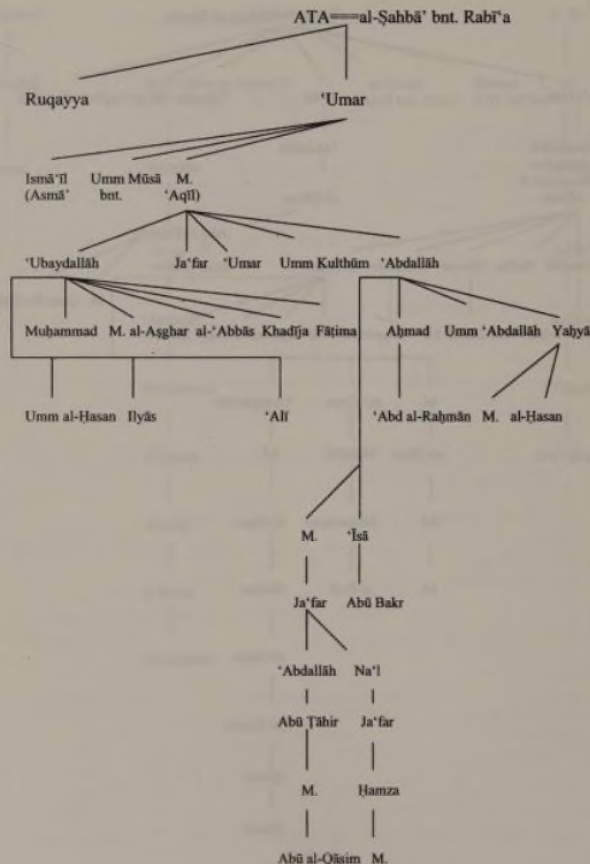 ATA===al-Ṣahbā' bnt. Rabī‘a
Ruqayya ‘Umar
Ismā‘īl Umm Mūsā M.
(Asmā' bnt. ‘Aqīl)
‘Ubaydallāh Ja‘far ‘Umar Umm Kulthūm ‘Abdallāh
Muḥammad M. al-Aṣghar al-‘Abbās Khadīja Fāṭima Aḥmad Umm ‘Abdallāh Yaḥyā
Umm al-Ḥasan Ilyās ‘Alī ‘Abd al-Raḥmān M. al-Ḥasan
M. ‘Īsā
Ja‘far Abū Bakr
‘Abdallāh Na‘l
Abū Ṭāhir Ja‘far
M. Ḥamza
Abū al-Qāsim M.